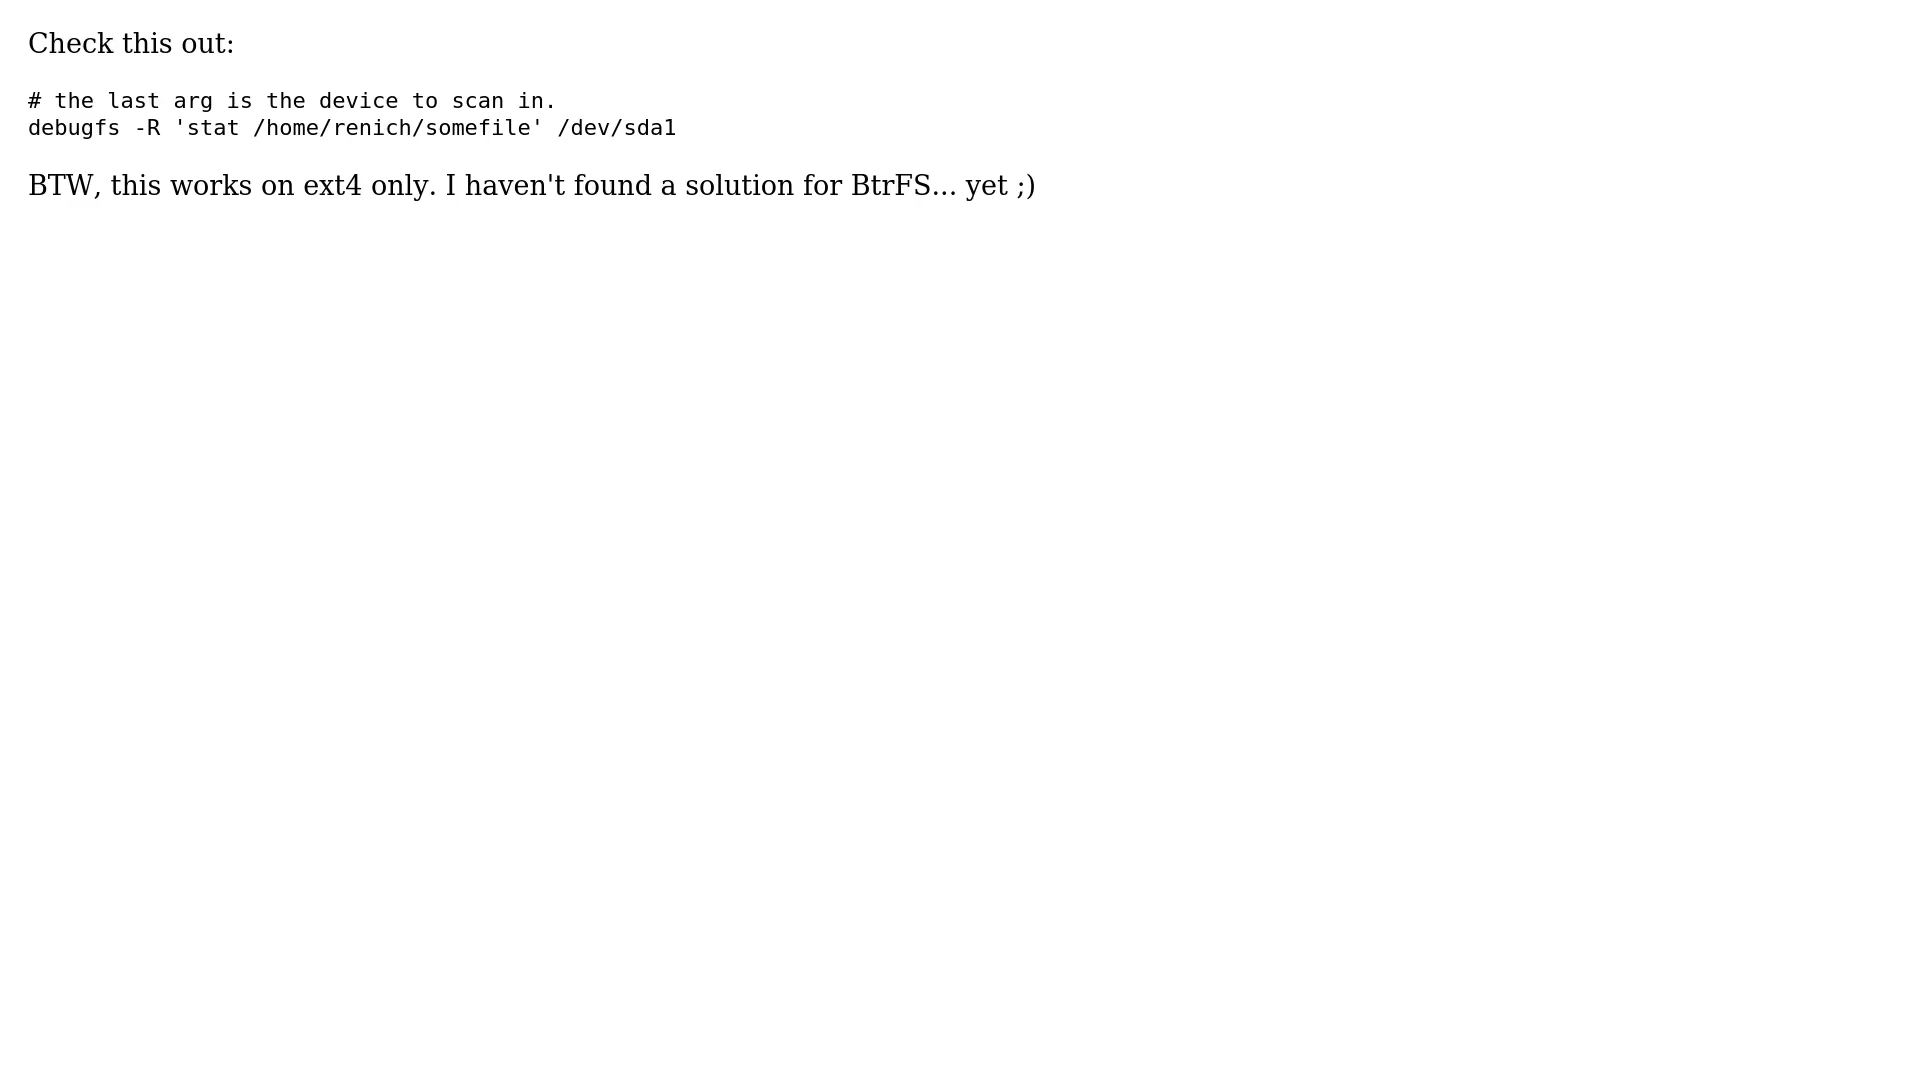 Check this out:
# the last arg is the device to scan in.
debugfs -R 'stat /home/renich/somefile' /dev/sda1
BTW, this works on ext4 only. I haven't found a solution for BtrFS... yet ;)